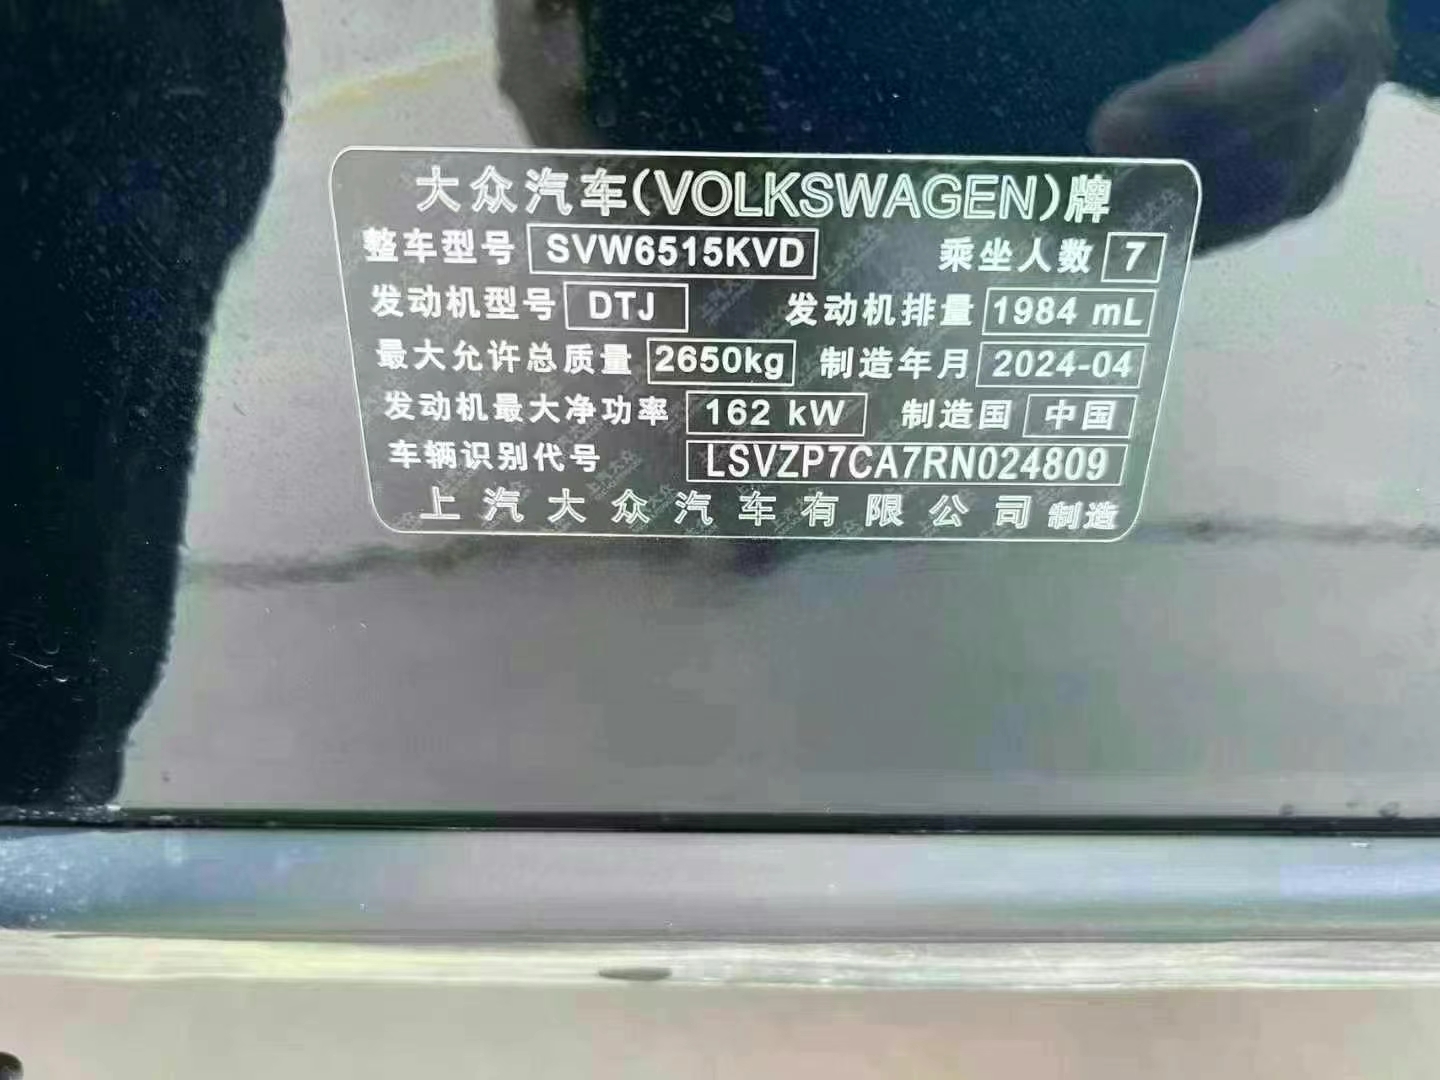 大众汽车(VOLKSWAGEN)牌
整车型号 SVW6515KVD 乘坐人数 7
发动机型号 DTJ 发动机排量 1984 mL
最大允许总质量 2650kg 制造年月 2024-04
发动机最大净功率 162 kW 制造国 中国
车辆识别代号 LSVZP7CA7RN024809
上汽大众汽车有限公司 制造